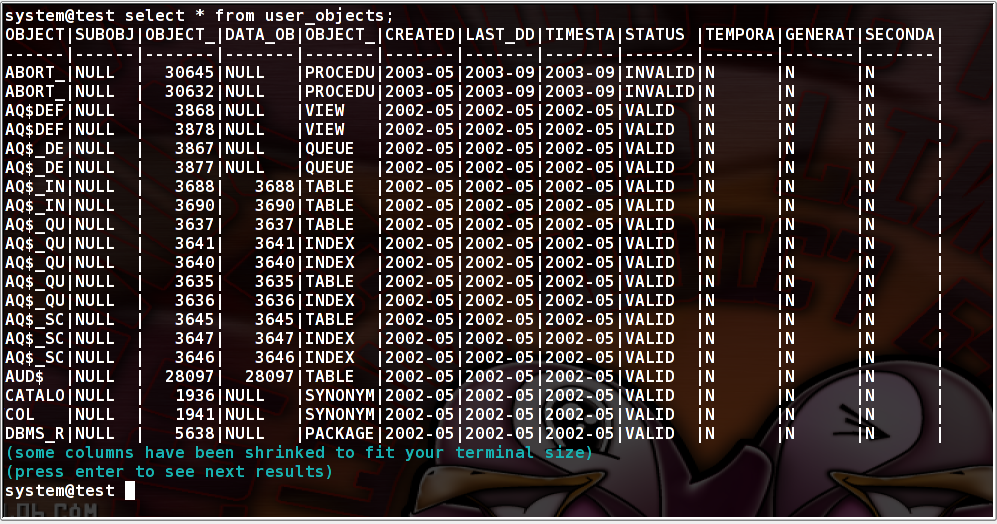 system@test select * from user_objects;
OBJECT|SUBOBJ|OBJECT_|DATA_OB|OBJECT_|CREATED|LAST_DD|TIMESTA|STATUS |TEMPORA|GENERAT|SECONDA|
------|------|-------|-------|-------|-------|-------|-------|-------|-------|-------|-------|
ABORT_|NULL  |  30645|NULL   |PROCEDU|2003-05|2003-09|2003-09|INVALID|N      |N      |N      |
ABORT_|NULL  |  30632|NULL   |PROCEDU|2003-05|2003-09|2003-09|INVALID|N      |N      |N      |
AQ$DEF|NULL  |   3868|NULL   |VIEW   |2002-05|2002-05|2002-05|VALID  |N      |N      |N      |
AQ$DEF|NULL  |   3878|NULL   |VIEW   |2002-05|2002-05|2002-05|VALID  |N      |N      |N      |
AQ$_DE|NULL  |   3867|NULL   |QUEUE  |2002-05|2002-05|2002-05|VALID  |N      |N      |N      |
AQ$_DE|NULL  |   3877|NULL   |QUEUE  |2002-05|2002-05|2002-05|VALID  |N      |N      |N      |
AQ$_IN|NULL  |   3688|   3688|TABLE  |2002-05|2002-05|2002-05|VALID  |N      |N      |N      |
AQ$_IN|NULL  |   3690|   3690|TABLE  |2002-05|2002-05|2002-05|VALID  |N      |N      |N      |
AQ$_QU|NULL  |   3637|   3637|TABLE  |2002-05|2002-05|2002-05|VALID  |N      |N      |N      |
AQ$_QU|NULL  |   3641|   3641|INDEX  |2002-05|2002-05|2002-05|VALID  |N      |N      |N      |
AQ$_QU|NULL  |   3640|   3640|INDEX  |2002-05|2002-05|2002-05|VALID  |N      |N      |N      |
AQ$_QU|NULL  |   3635|   3635|TABLE  |2002-05|2002-05|2002-05|VALID  |N      |N      |N      |
AQ$_QU|NULL  |   3636|   3636|INDEX  |2002-05|2002-05|2002-05|VALID  |N      |N      |N      |
AQ$_SC|NULL  |   3645|   3645|TABLE  |2002-05|2002-05|2002-05|VALID  |N      |N      |N      |
AQ$_SC|NULL  |   3647|   3647|INDEX  |2002-05|2002-05|2002-05|VALID  |N      |N      |N      |
AQ$_SC|NULL  |   3646|   3646|INDEX  |2002-05|2002-05|2002-05|VALID  |N      |N      |N      |
AUD$  |NULL  |  28097|  28097|TABLE  |2002-05|2002-05|2002-05|VALID  |N      |N      |N      |
CATALO|NULL  |   1936|NULL   |SYNONYM|2002-05|2002-05|2002-05|VALID  |N      |N      |N      |
COL   |NULL  |   1941|NULL   |SYNONYM|2002-05|2002-05|2002-05|VALID  |N      |N      |N      |
DBMS_R|NULL  |   5638|NULL   |PACKAGE|2002-05|2002-05|2002-05|VALID  |N      |N      |N      |
(some columns have been shrinked to fit your terminal size)
(press enter to see next results)
system@test